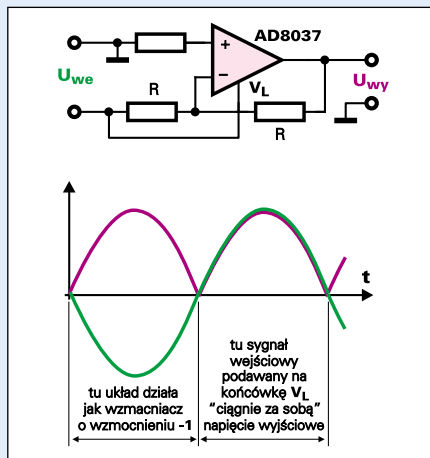 AD8037
+
Uwe
−
VL
Uwy
R
R
t
tu układ działa
jak wzmacniacz
o wzmocnieniu -1
tu sygnał
wejściowy
podawany na
końcówkę VL
"ciągnie za sobą"
napięcie wyjściowe